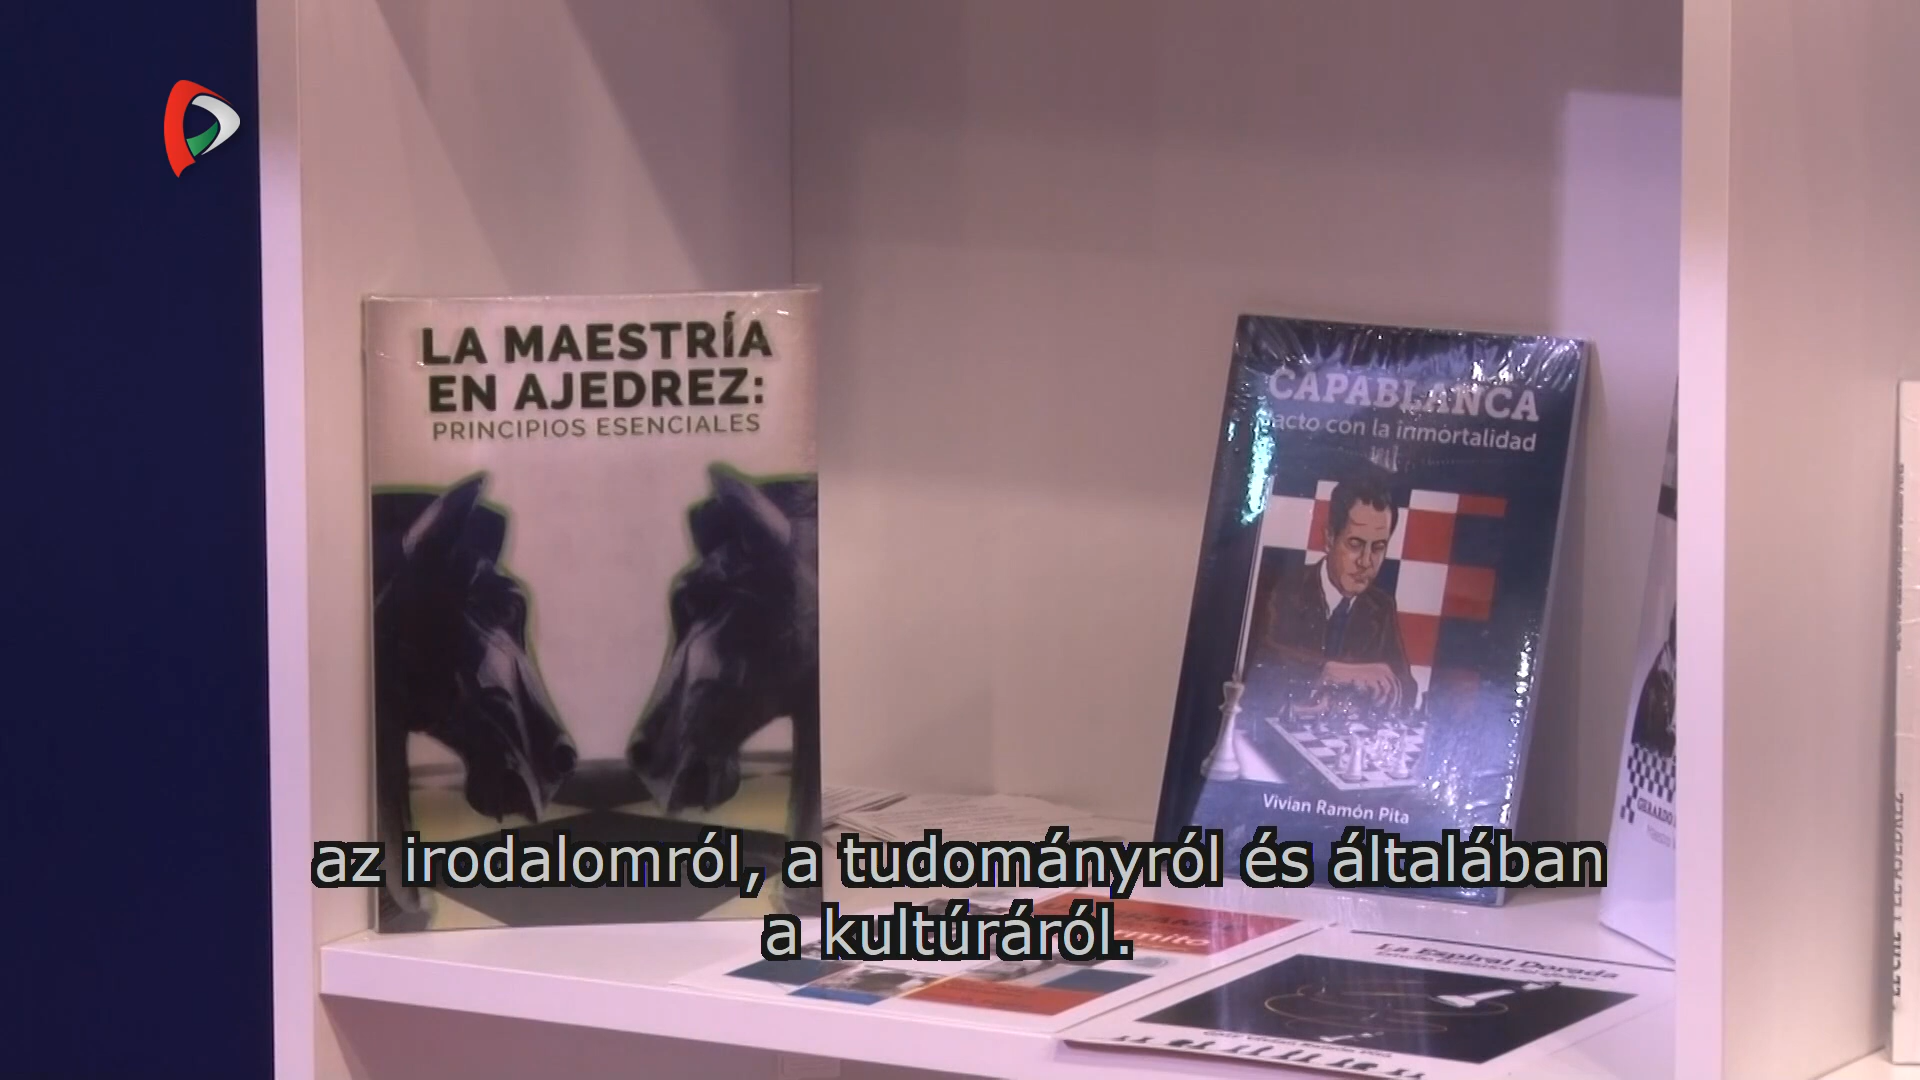 LA MAESTRÍA
EN AJEDREZ:
PRINCIPIOS ESENCIALES
CAPABLANCA
acto con la inmortalidad
Vivian Ramón Pita
GERARDO
az irodalomról, a tudományról és általában
a kultúráról.
La Espiral Dorada